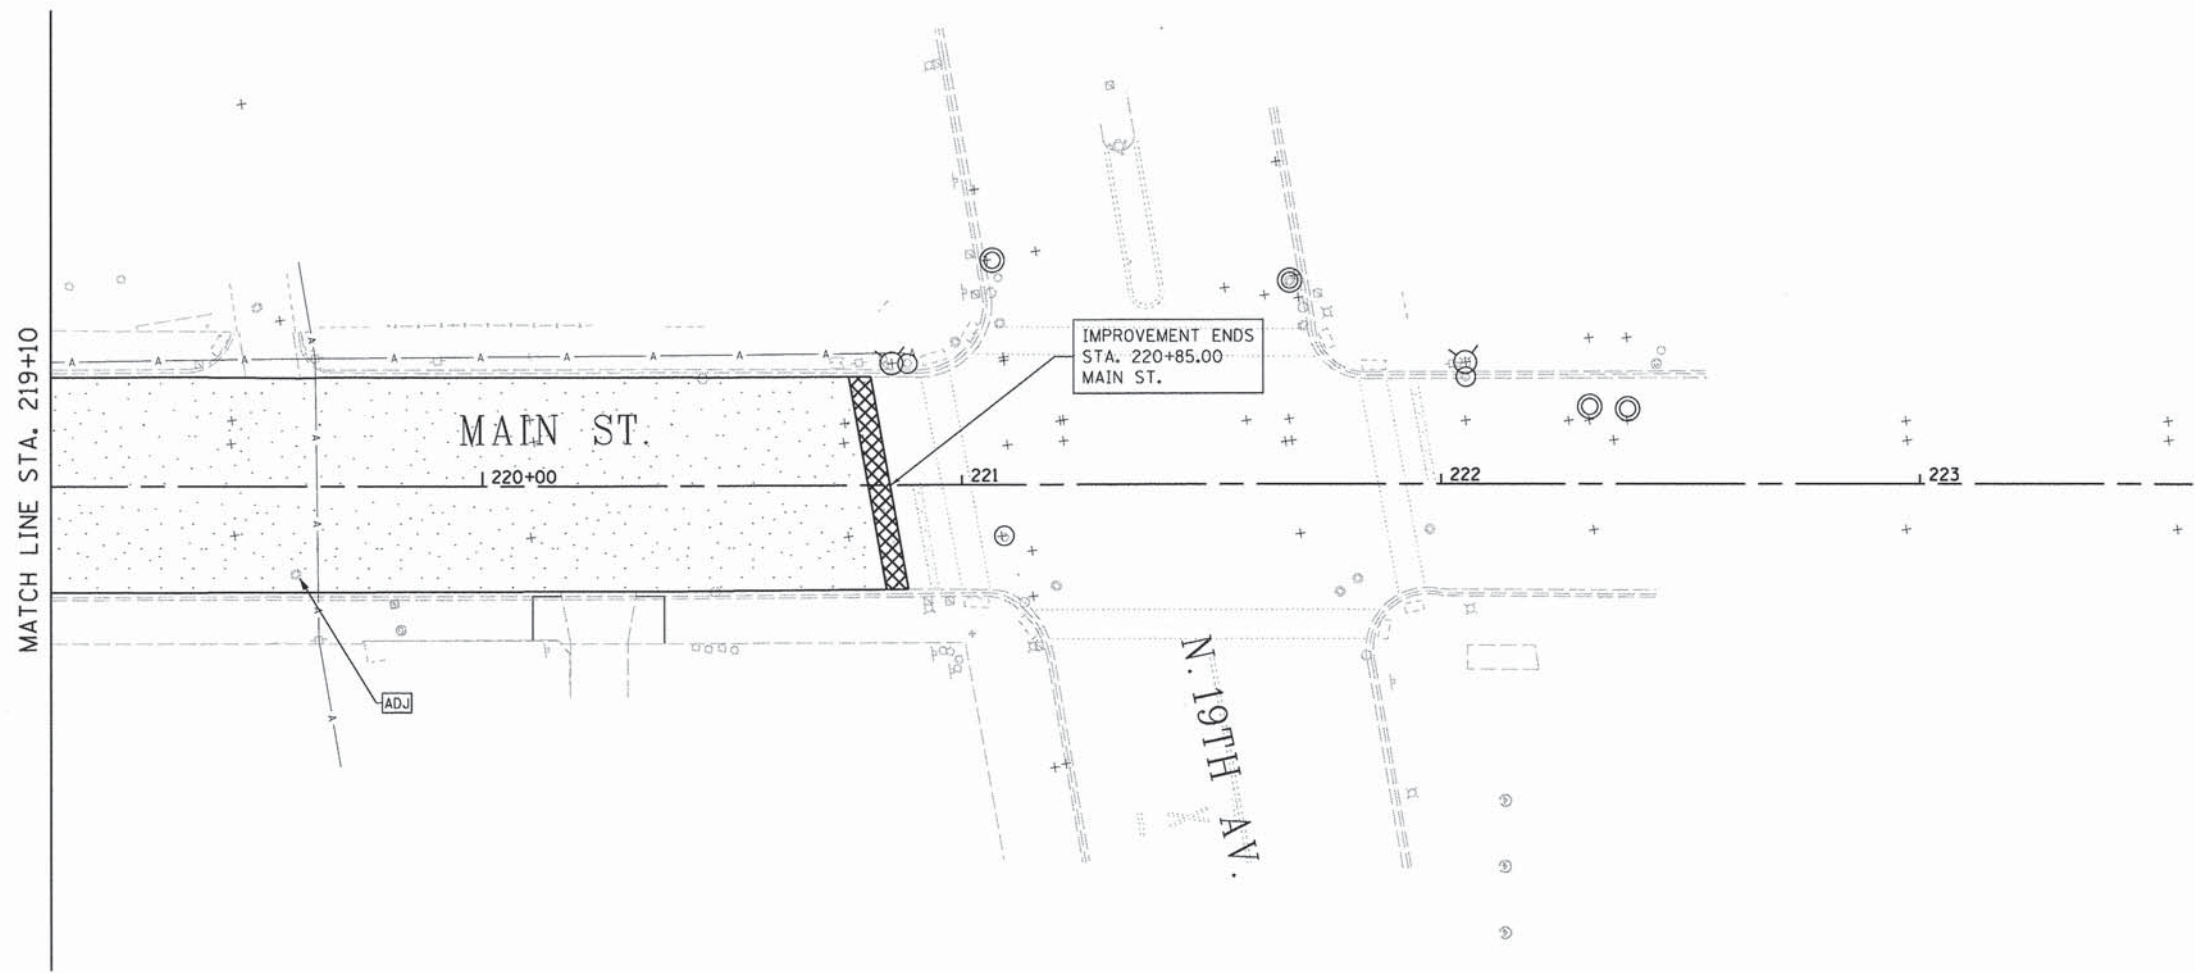 MATCH LINE STA. 219+10
A A A A A A A A A A
A
IMPROVEMENT ENDS
STA. 220+85.00
MAIN ST.
MAIN ST.
A
220+00
221
222
223
A
A
ADJ
A
N. 19TH AV.